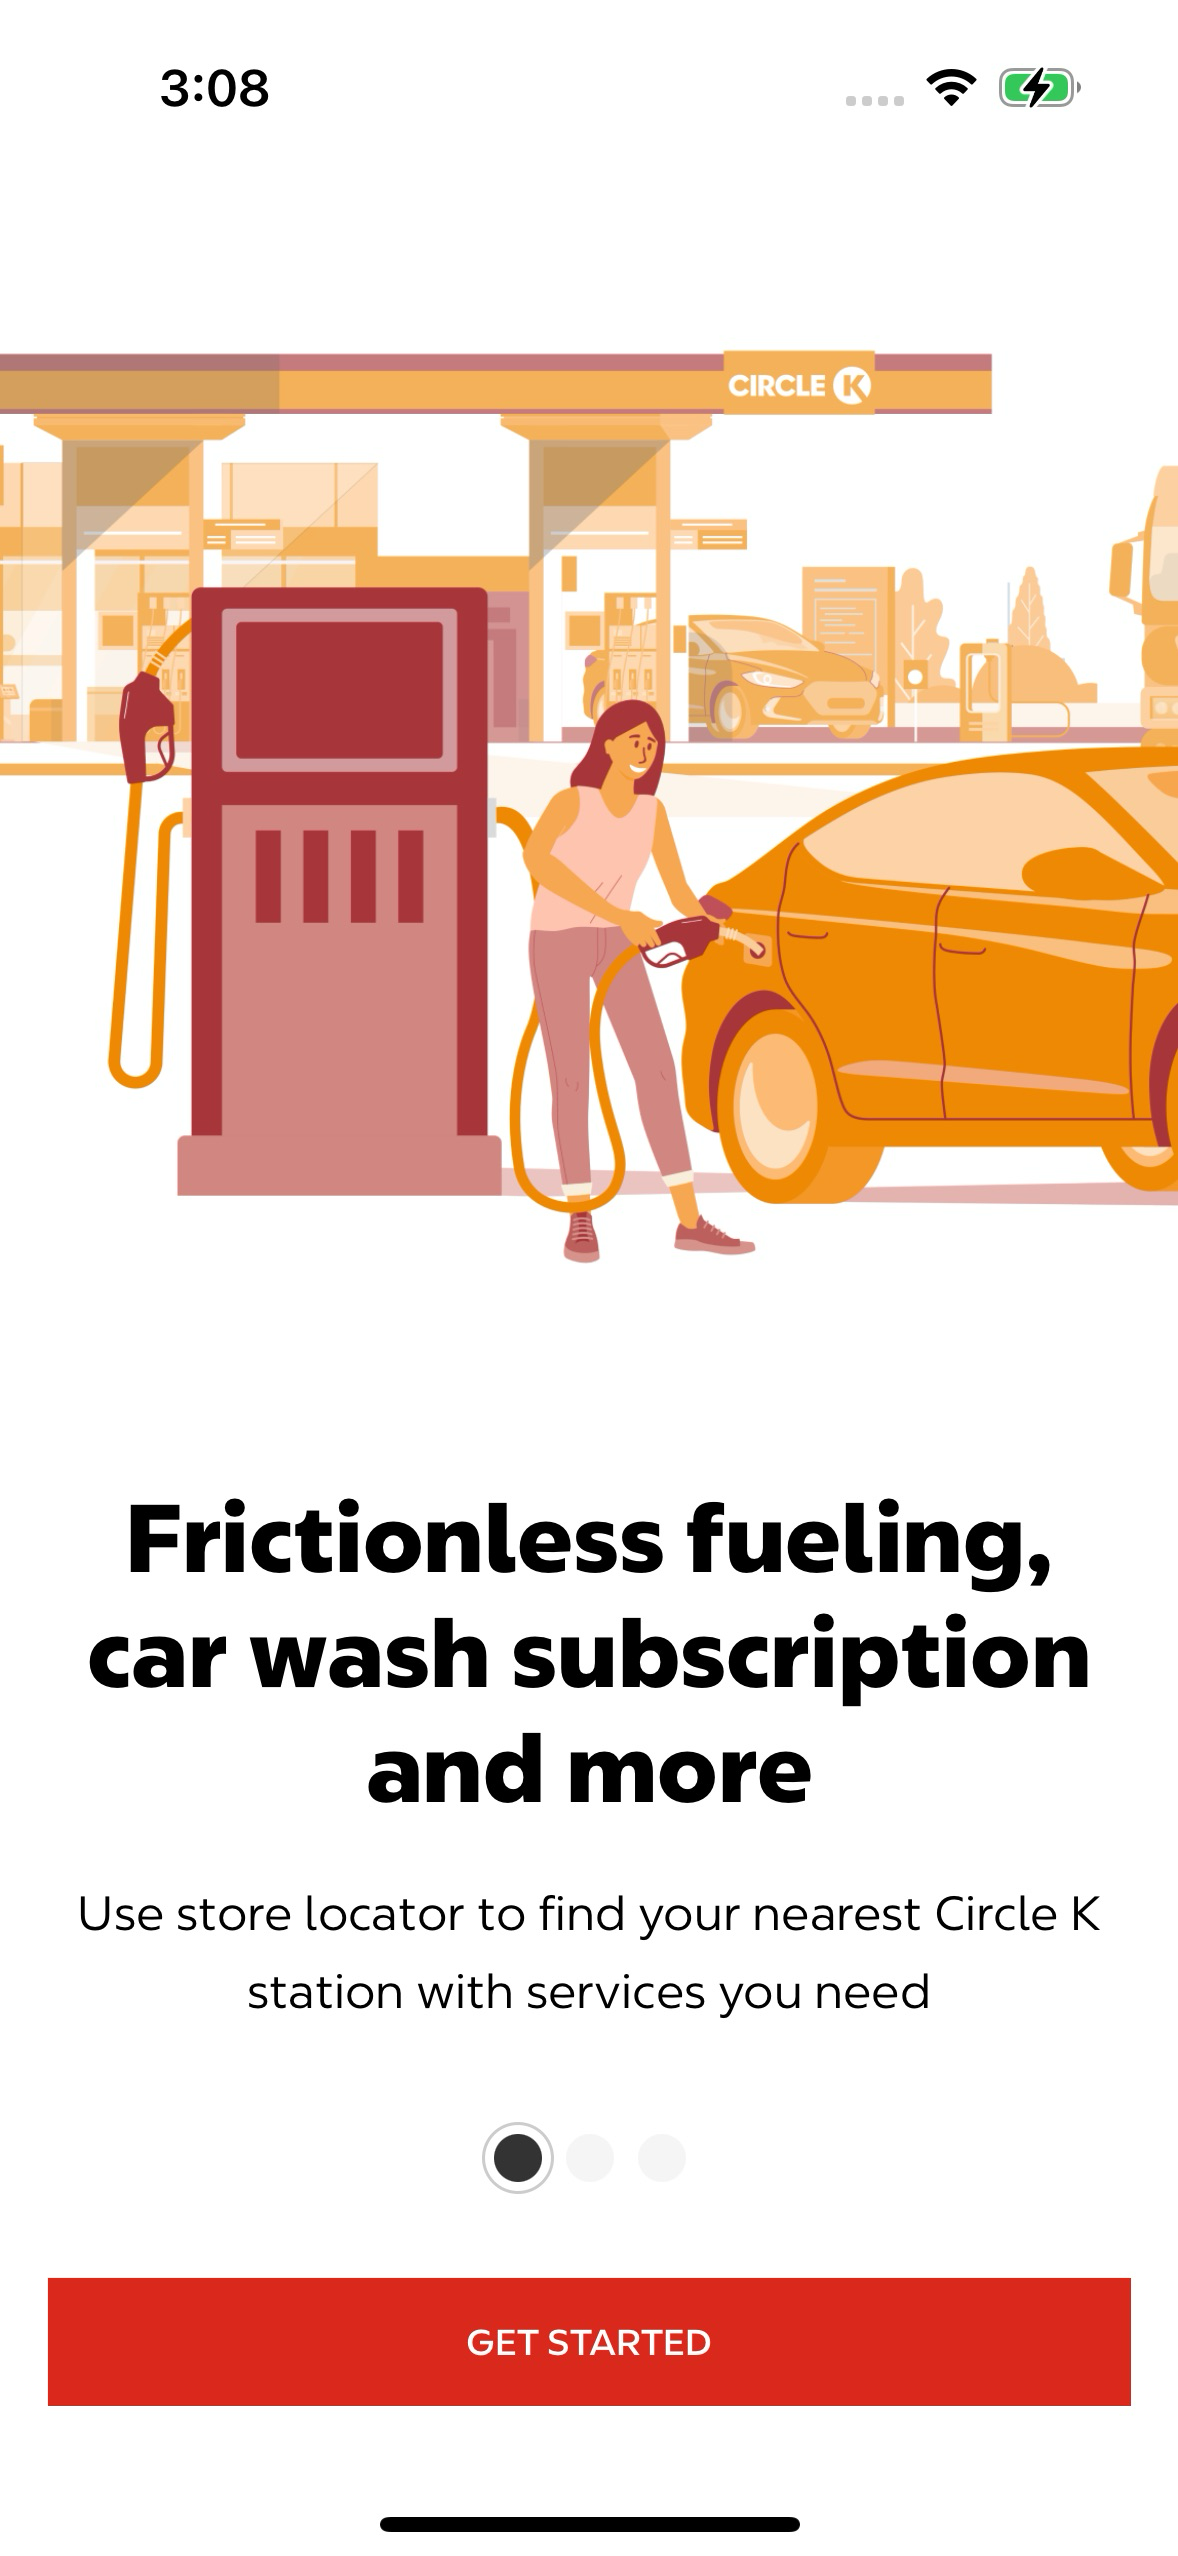 3:08
CIRCLE K
Frictionless fueling,
car wash subscription
and more
Use store locator to find your nearest Circle K
station with services you need
GET STARTED